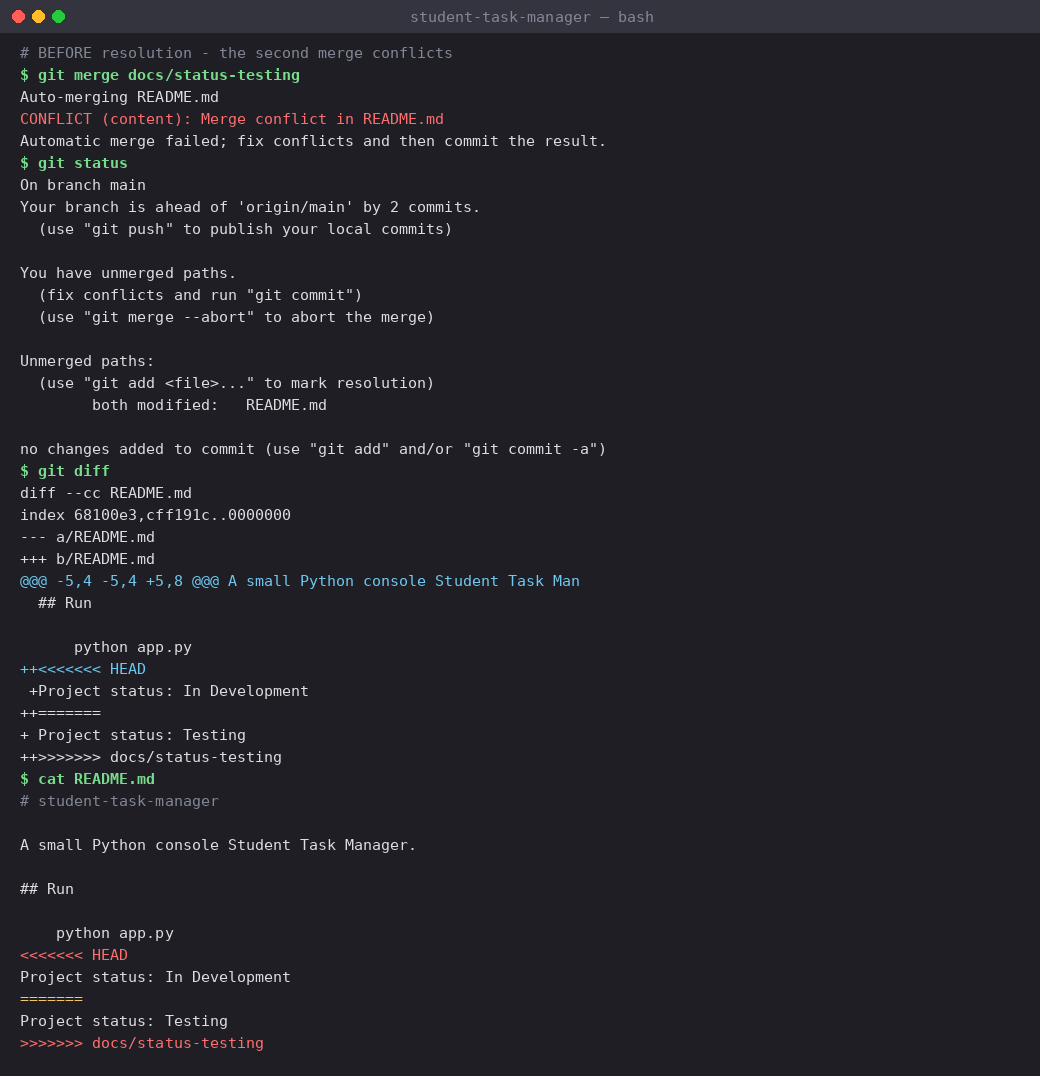 student-task-manager — bash
# BEFORE resolution - the second merge conflicts
$ git merge docs/status-testing
Auto-merging README.md
CONFLICT (content): Merge conflict in README.md
Automatic merge failed; fix conflicts and then commit the result.
$ git status
On branch main
Your branch is ahead of 'origin/main' by 2 commits.
  (use "git push" to publish your local commits)

You have unmerged paths.
  (fix conflicts and run "git commit")
  (use "git merge --abort" to abort the merge)

Unmerged paths:
  (use "git add <file>..." to mark resolution)
        both modified:   README.md

no changes added to commit (use "git add" and/or "git commit -a")
$ git diff
diff --cc README.md
index 68100e3,cff191c..0000000
--- a/README.md
+++ b/README.md
@@@ -5,4 -5,4 +5,8 @@@ A small Python console Student Task Man
  ## Run

      python app.py
++<<<<<<< HEAD
 +Project status: In Development
++=======
+ Project status: Testing
++>>>>>>> docs/status-testing
$ cat README.md
# student-task-manager

A small Python console Student Task Manager.

## Run

    python app.py
<<<<<<< HEAD
Project status: In Development
=======
Project status: Testing
>>>>>>> docs/status-testing